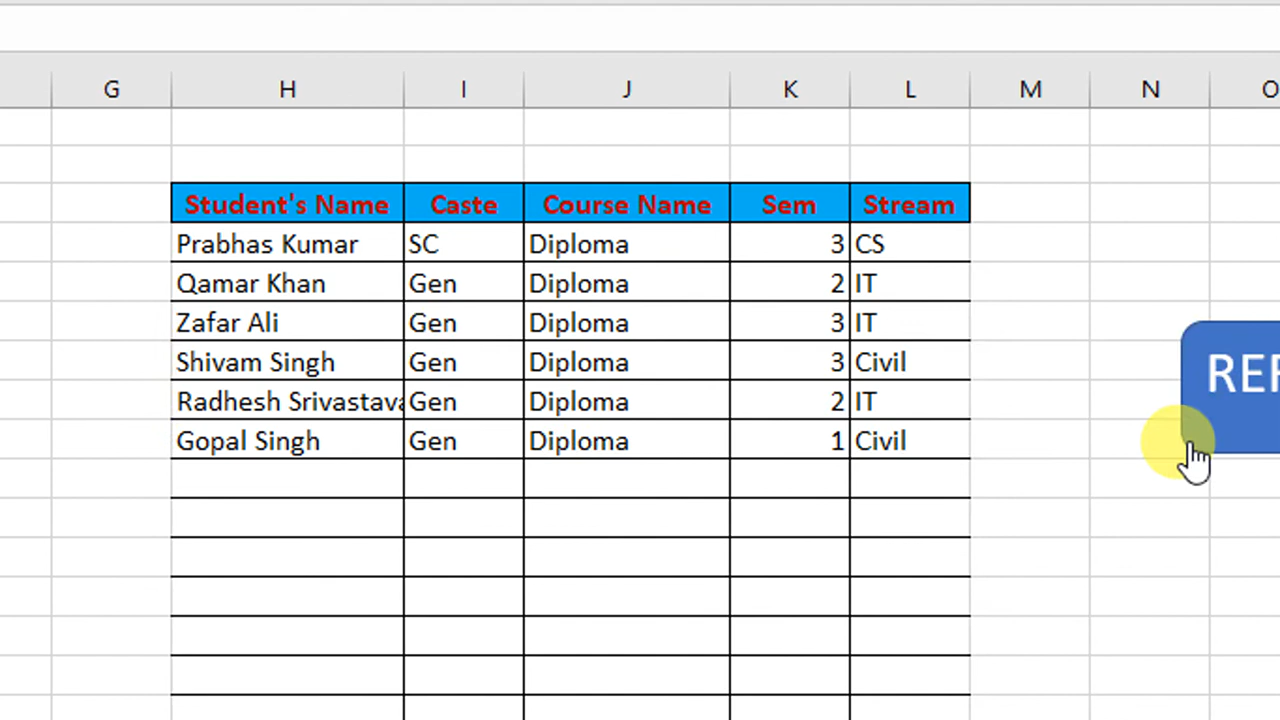 G H I J K L M N O
Student's Name Caste Course Name Sem Stream
Prabhas Kumar SC Diploma 3 CS
Qamar Khan Gen Diploma 2 IT
Zafar Ali Gen Diploma 3 IT
Shivam Singh Gen Diploma 3 Civil
Radhesh Srivastava Gen Diploma 2 IT
Gopal Singh Gen Diploma 1 Civil